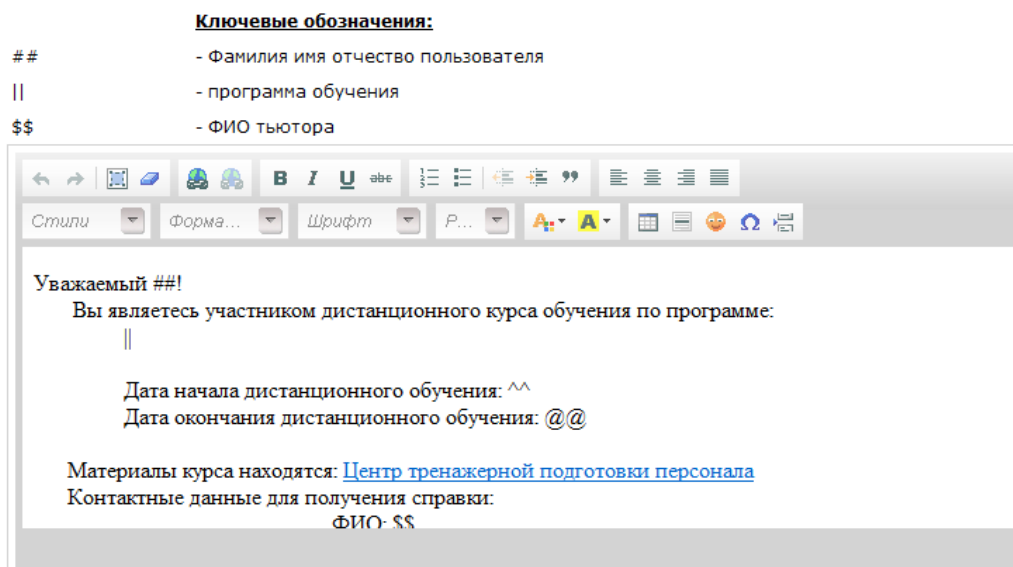 Ключевые обозначения:
## - Фамилия имя отчество пользователя
|| - программа обучения
$$ - ФИО тьютора
B I U abc
Стили Форма... Шрифт Р... A A Ω
Уважаемый ##!
Вы являетесь участником дистанционного курса обучения по программе:
||
Дата начала дистанционного обучения: ^^
Дата окончания дистанционного обучения: @@
Материалы курса находятся: Центр тренажерной подготовки персонала
Контактные данные для получения справки:
ФИО: $$